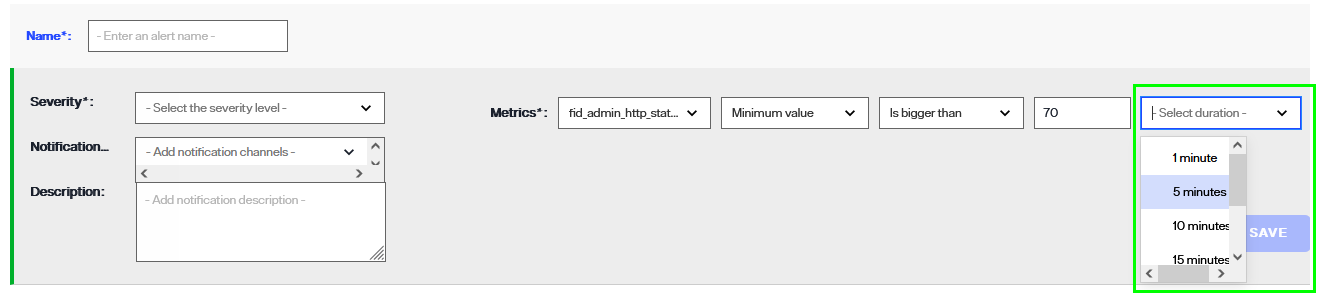 Name*:
- Enter an alert name -
Severity*:
- Select the severity level -
Metrics*:
fid_admin_http_stat...
Minimum value
Is bigger than
70
- Select duration -
Notification...
- Add notification channels -
1 minute
Description:
- Add notification description -
5 minutes
10 minutes
SAVE
15 minutes